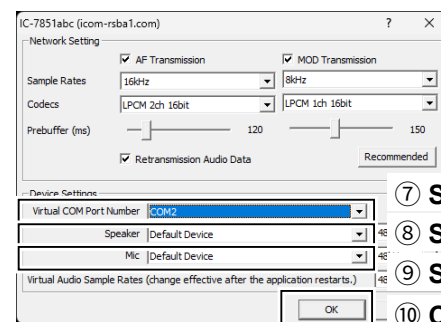 IC-7851abc (icom-rsba1.com) ? ×
Network Setting
AF Transmission MOD Transmission
Sample Rates 16kHz 8kHz
Codecs LPCM 2ch 16bit LPCM 1ch 16bit
Prebuffer (ms) 120 150
Retransmission Audio Data Recommended
Device Settings
⑦ S
Virtual COM Port Number COM2
Speaker Default Device 48 ⑧ S
Mic Default Device 48 ⑨ S
Virtual Audio Sample Rates (change effective after the application restarts.) 48
OK ⑩ C